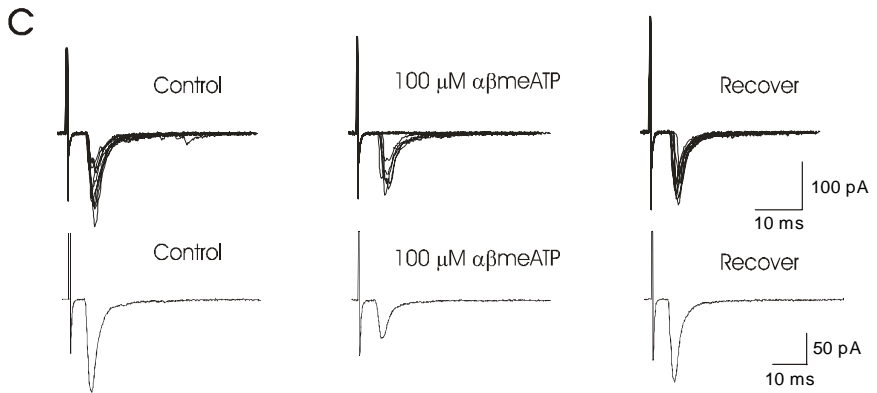 C
Control
100 μM αβmeATP
Recover
100 pA
10 ms
Control
100 μM αβmeATP
Recover
50 pA
10 ms